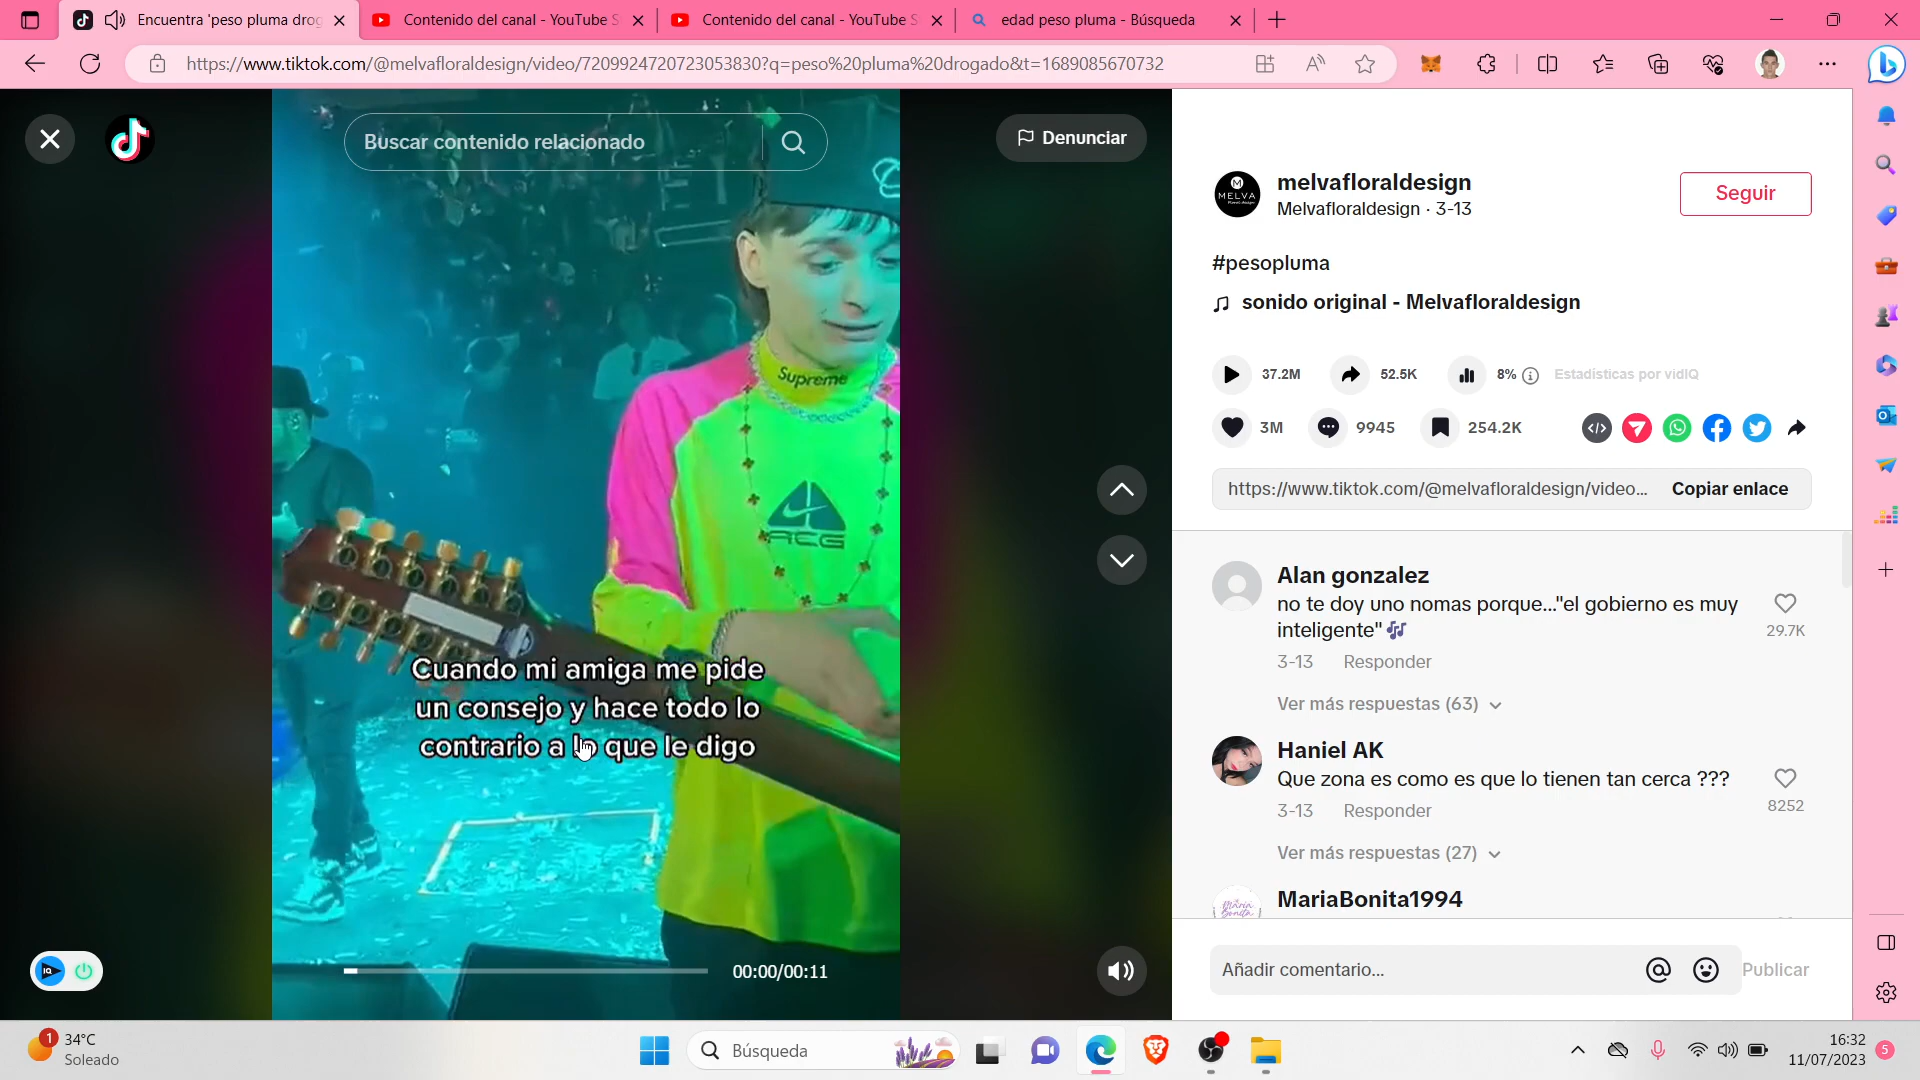 Encuentra 'peso pluma drog
Contenido del canal - YouTube S
Contenido del canal - YouTube S
edad peso pluma - Búsqueda
https://www.tiktok.com/@melvafloraldesign/video/7209924720723053830?q=peso%20pluma%20drogado&t=1689085670732
Buscar contenido relacionado
Denunciar
Supreme
ACG
Cuando mi amiga me pide
un consejo y hace todo lo
contrario a lo que le digo
00:00/00:11
MELVA
melvafloraldesign
Melvafloraldesign · 3-13
Seguir
#pesopluma
sonido original - Melvafloraldesign
37.2M
52.5K
8%
Estadísticas por vidIQ
3M
9945
254.2K
https://www.tiktok.com/@melvafloraldesign/video...
Copiar enlace
Alan gonzalez
no te doy uno nomas porque..."el gobierno es muy
inteligente"🎶
29.7K
3-13
Responder
Ver más respuestas (63)
Haniel AK
Que zona es como es que lo tienen tan cerca ???
8252
3-13
Responder
Ver más respuestas (27)
María
Bonita
MariaBonita1994
Añadir comentario...
Publicar
IQ
1
34°C
Soleado
Búsqueda
16:32
11/07/2023
5